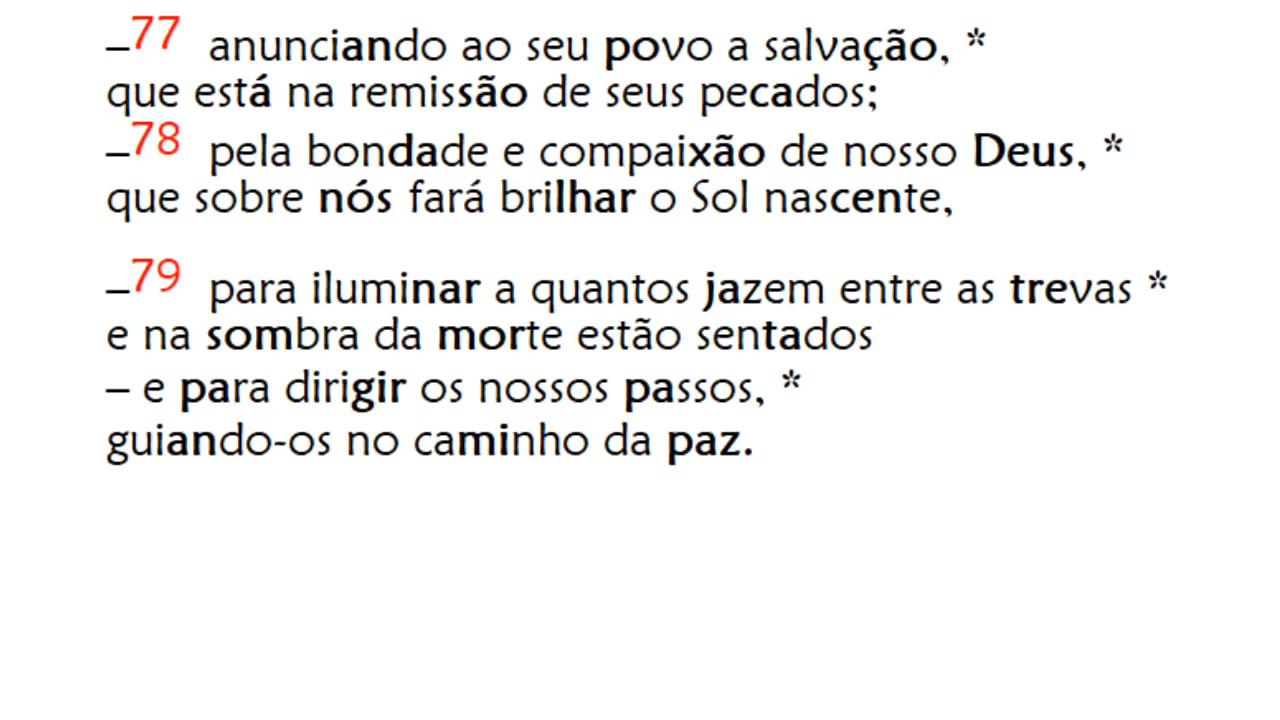 –77 anunciando ao seu povo a salvação, *
que está na remissão de seus pecados;
–78 pela bondade e compaixão de nosso Deus, *
que sobre nós fará brilhar o Sol nascente,
–79 para iluminar a quantos jazem entre as trevas *
e na sombra da morte estão sentados
– e para dirigir os nossos passos, *
guiando-os no caminho da paz.